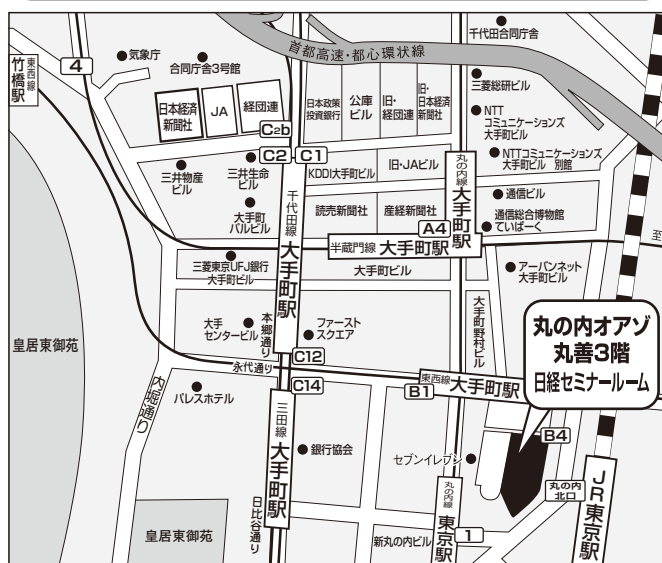 首都高速・都心環状線
千代田合同庁舎
気象庁
合同庁舎3号館
東西線
竹橋駅
4
三菱総研ビル
日本経済
新聞社
JA
経団連
日本政策
投資銀行
公庫
ビル
旧・
経団連
旧・
日本経済
新聞社
NTT
コミュニケーションズ
大手町ビル
C2b
C2
C1
三井物産
ビル
三井生命
ビル
KDDI大手町ビル
旧・JAビル
NTTコミュニケーションズ
大手町ビル 別館
丸の内線
大手町駅
通信ビル
大手町
パルビル
千代田線
大手町駅
読売新聞社
産経新聞社
A4
通信総合博物館
ていぱーく
半蔵門線 大手町駅
至
三菱東京UFJ銀行
大手町ビル
大手町ビル
アーバンネット
大手町ビル
皇居東御苑
大手
センタービル
本郷通り
ファースト
スクエア
大手町野村ビル
丸の内オアゾ
丸善3階
日経セミナールーム
永代通り
C12
内堀通り
パレスホテル
C14
東西線 大手町駅
B1
B4
三田線
大手町駅
銀行協会
セブンイレブン
丸の内
北口
JR東京駅
皇居東御苑
日比谷通り
新丸の内ビル
丸の内線
東京駅
1